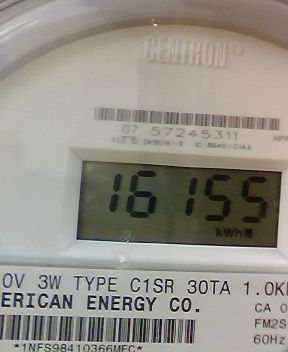 CENTRON®
07 57245311
16155
kWh
0V 3W TYPE C1SR 30TA 1.0K
ERICAN ENERGY CO.
CA 0
FM2S
60Hz
*1NFS98410366MEC*